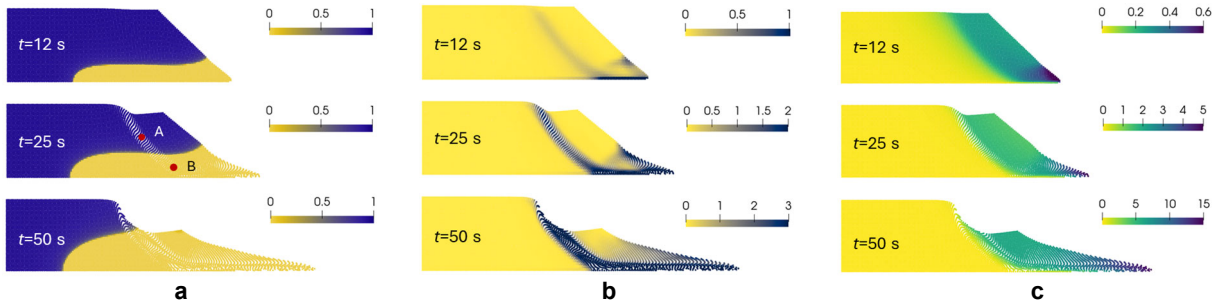 0 0.5 1
t=12 s
0 0.5 1
t=25 s
A
B
0 0.5 1
t=50 s
a
0 0.5 1
t=12 s
0 0.5 1 1.5 2
t=25 s
0 1 2 3
t=50 s
b
0 0.2 0.4 0.6
t=12 s
0 1 2 3 4 5
t=25 s
0 5 10 15
t=50 s
c